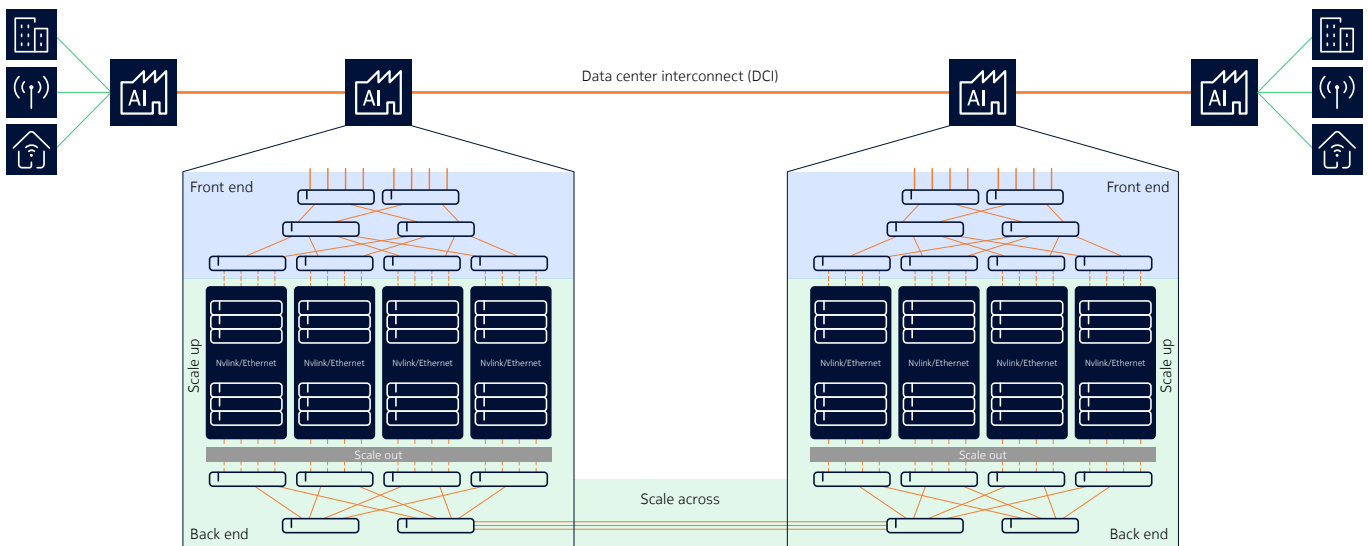 Data center interconnect (DCI)
AI
AI
AI
AI
Front end
Front end
Scale up
Nvlink/Ethernet
Nvlink/Ethernet
Nvlink/Ethernet
Nvlink/Ethernet
Nvlink/Ethernet
Nvlink/Ethernet
Nvlink/Ethernet
Nvlink/Ethernet
Scale up
Scale out
Scale out
Scale across
Back end
Back end